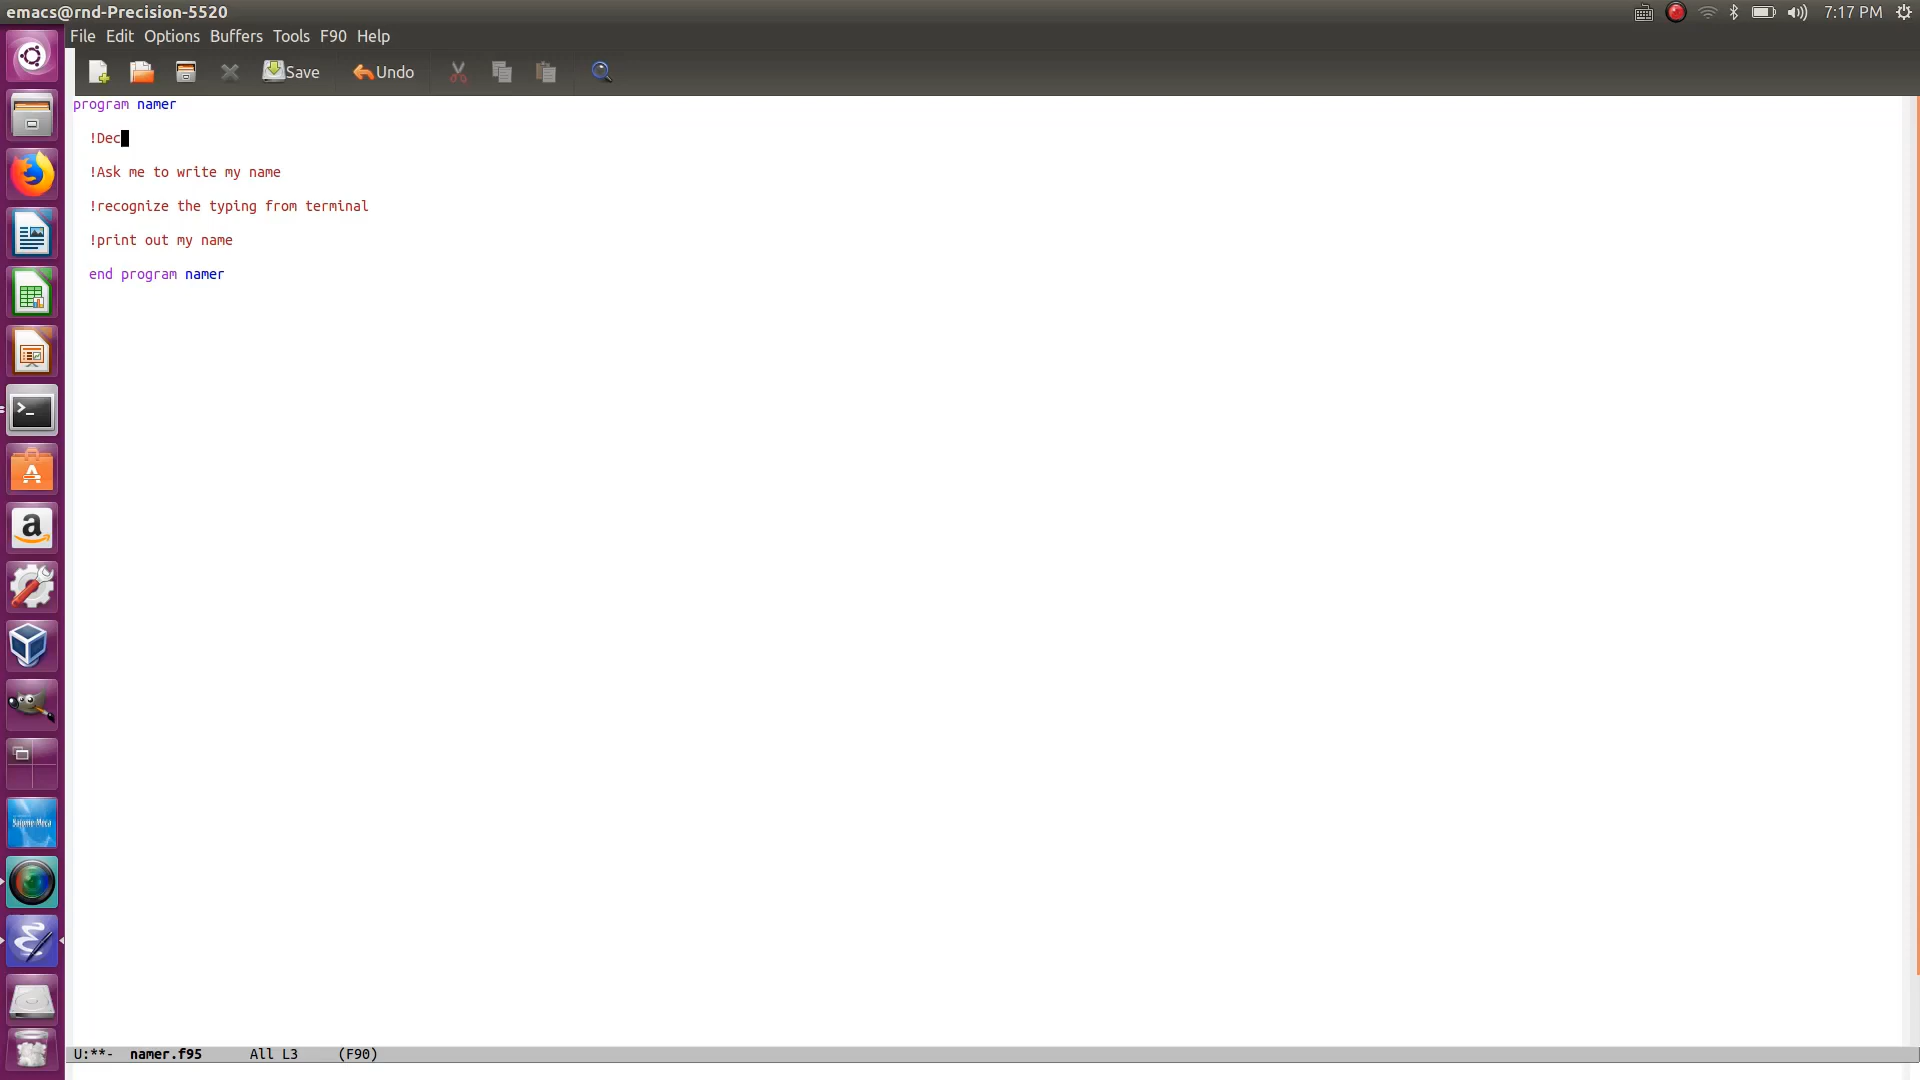 emacs@rnd-Precision-5520
7:17 PM
File Edit Options Buffers Tools F90 Help
Save Undo
program namer
!Dec
!Ask me to write my name
!recognize the typing from terminal
!print out my name
end program namer
Salome-Meca
U:**- namer.f95 All L3 (F90)